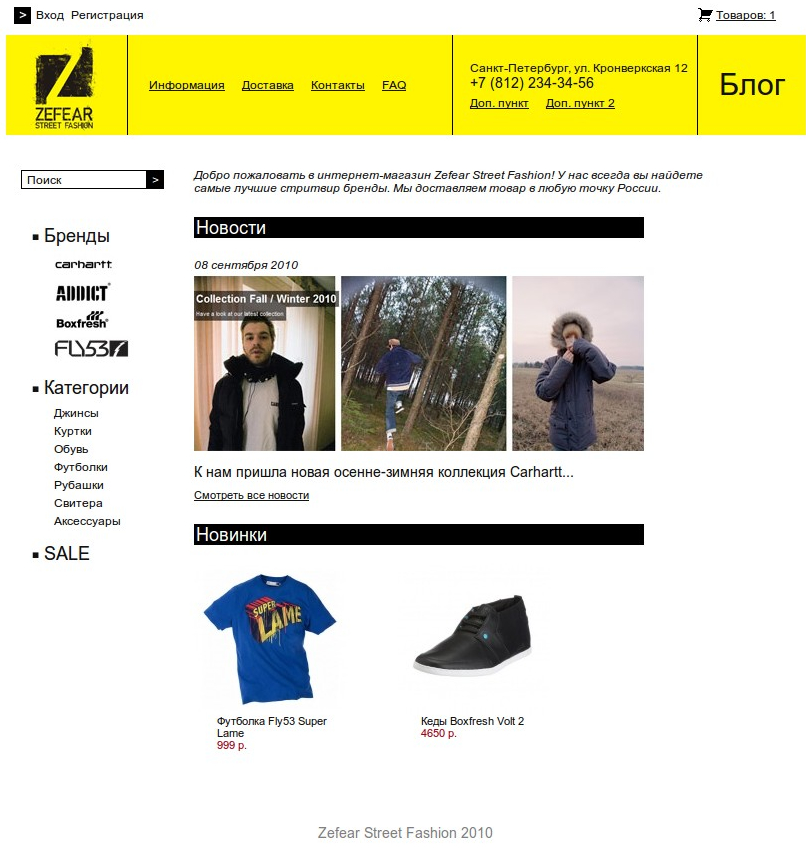 > Вход Регистрация
Товаров: 1
ZEFEAR
STREET FASHION
Информация Доставка Контакты FAQ
Санкт-Петербург, ул. Кронверкская 12
+7 (812) 234-34-56
Доп. пункт Доп. пункт 2
Блог
Поиск >
Добро пожаловать в интернет-магазин Zefear Street Fashion! У нас всегда вы найдете
самые лучшие стритвир бренды. Мы доставляем товар в любую точку России.
Бренды
carhartt
ADDICT
Boxfresh
FLY53
Категории
Джинсы
Куртки
Обувь
Футболки
Рубашки
Свитера
Аксессуары
SALE
Новости
08 сентября 2010
Collection Fall / Winter 2010
Have a look at our latest collection
К нам пришла новая осенне-зимняя коллекция Carhartt...
Смотреть все новости
Новинки
SUPER
LAME
Футболка Fly53 Super
Lame
999 р.
Кеды Boxfresh Volt 2
4650 р.
Zefear Street Fashion 2010